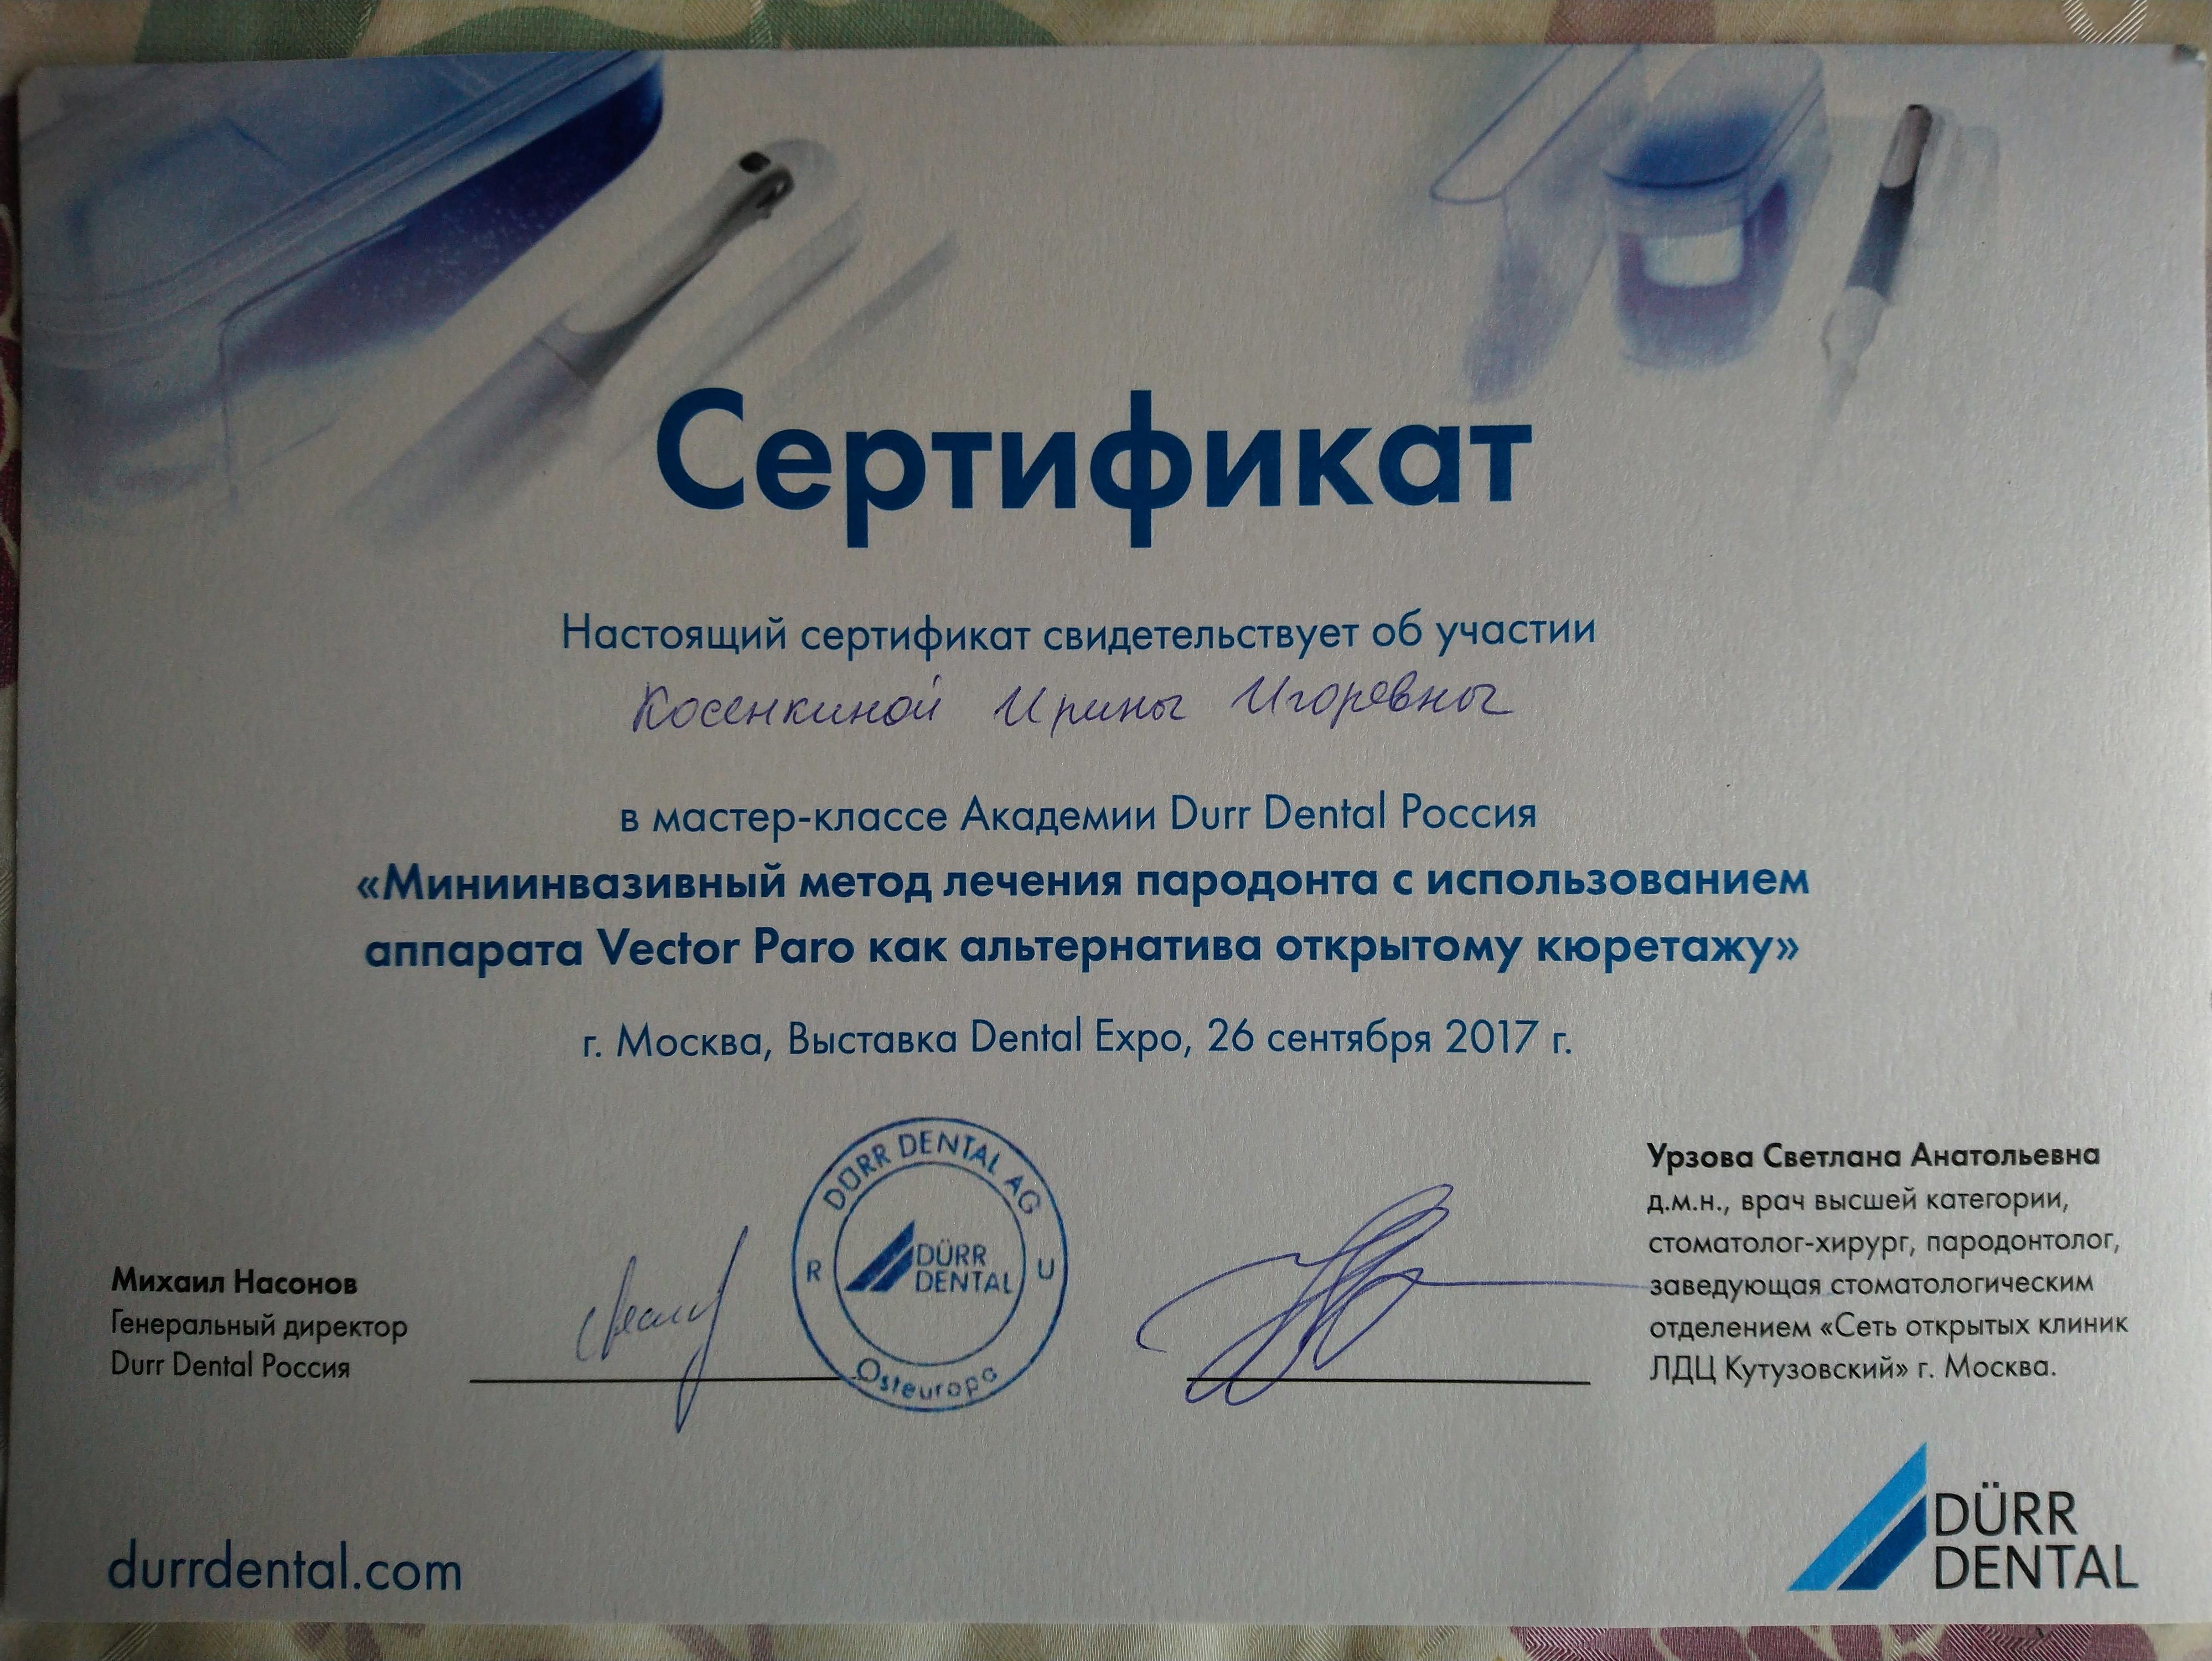 Сертификат
Настоящий сертификат свидетельствует об участии
Косенкиной Ирины Игоревны
в мастер-классе Академии Durr Dental Россия
«Миниинвазивный метод лечения пародонта с использованием
аппарата Vector Paro как альтернатива открытому кюретажу»
г. Москва, Выставка Dental Expo, 26 сентября 2017 г.
Михаил Насонов
Генеральный директор
Durr Dental Россия
DÜRR DENTAL AG
R
DÜRR
DENTAL
U
Osteuropa
Урзова Светлана Анатольевна
д.м.н., врач высшей категории,
стоматолог-хирург, пародонтолог,
заведующая стоматологическим
отделением «Сеть открытых клиник
ЛДЦ Кутузовский» г. Москва.
durrdental.com
DÜRR
DENTAL